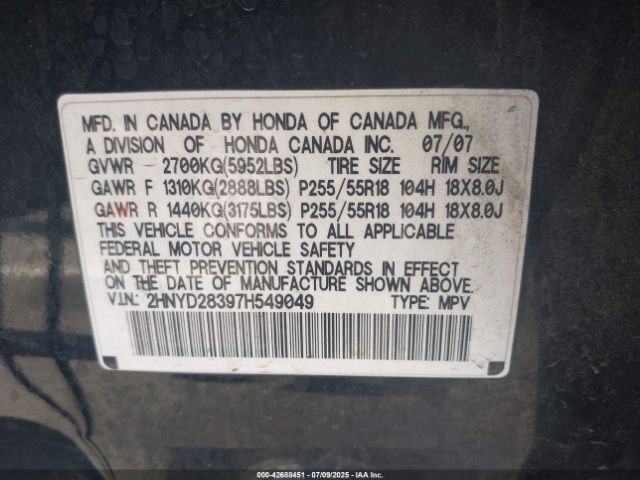 MFD. IN CANADA BY HONDA OF CANADA MFG.,
A DIVISION OF HONDA CANADA INC. 07/07
GVWR - 2700KG(5952LBS) TIRE SIZE RIM SIZE
GAWR F 1310KG(2888LBS) P255/55R18 104H 18X8.0J
GAWR R 1440KG(3175LBS) P255/55R18 104H 18X8.0J
THIS VEHICLE CONFORMS TO ALL APPLICABLE
FEDERAL MOTOR VEHICLE SAFETY
AND THEFT PREVENTION STANDARDS IN EFFECT
ON THE DATE OF MANUFACTURE SHOWN ABOVE.
V.I.N.: 2HNYD28397H549049 TYPE: MPV
000-42688451 | 07/09/2025 | IAA Inc. | Copyright